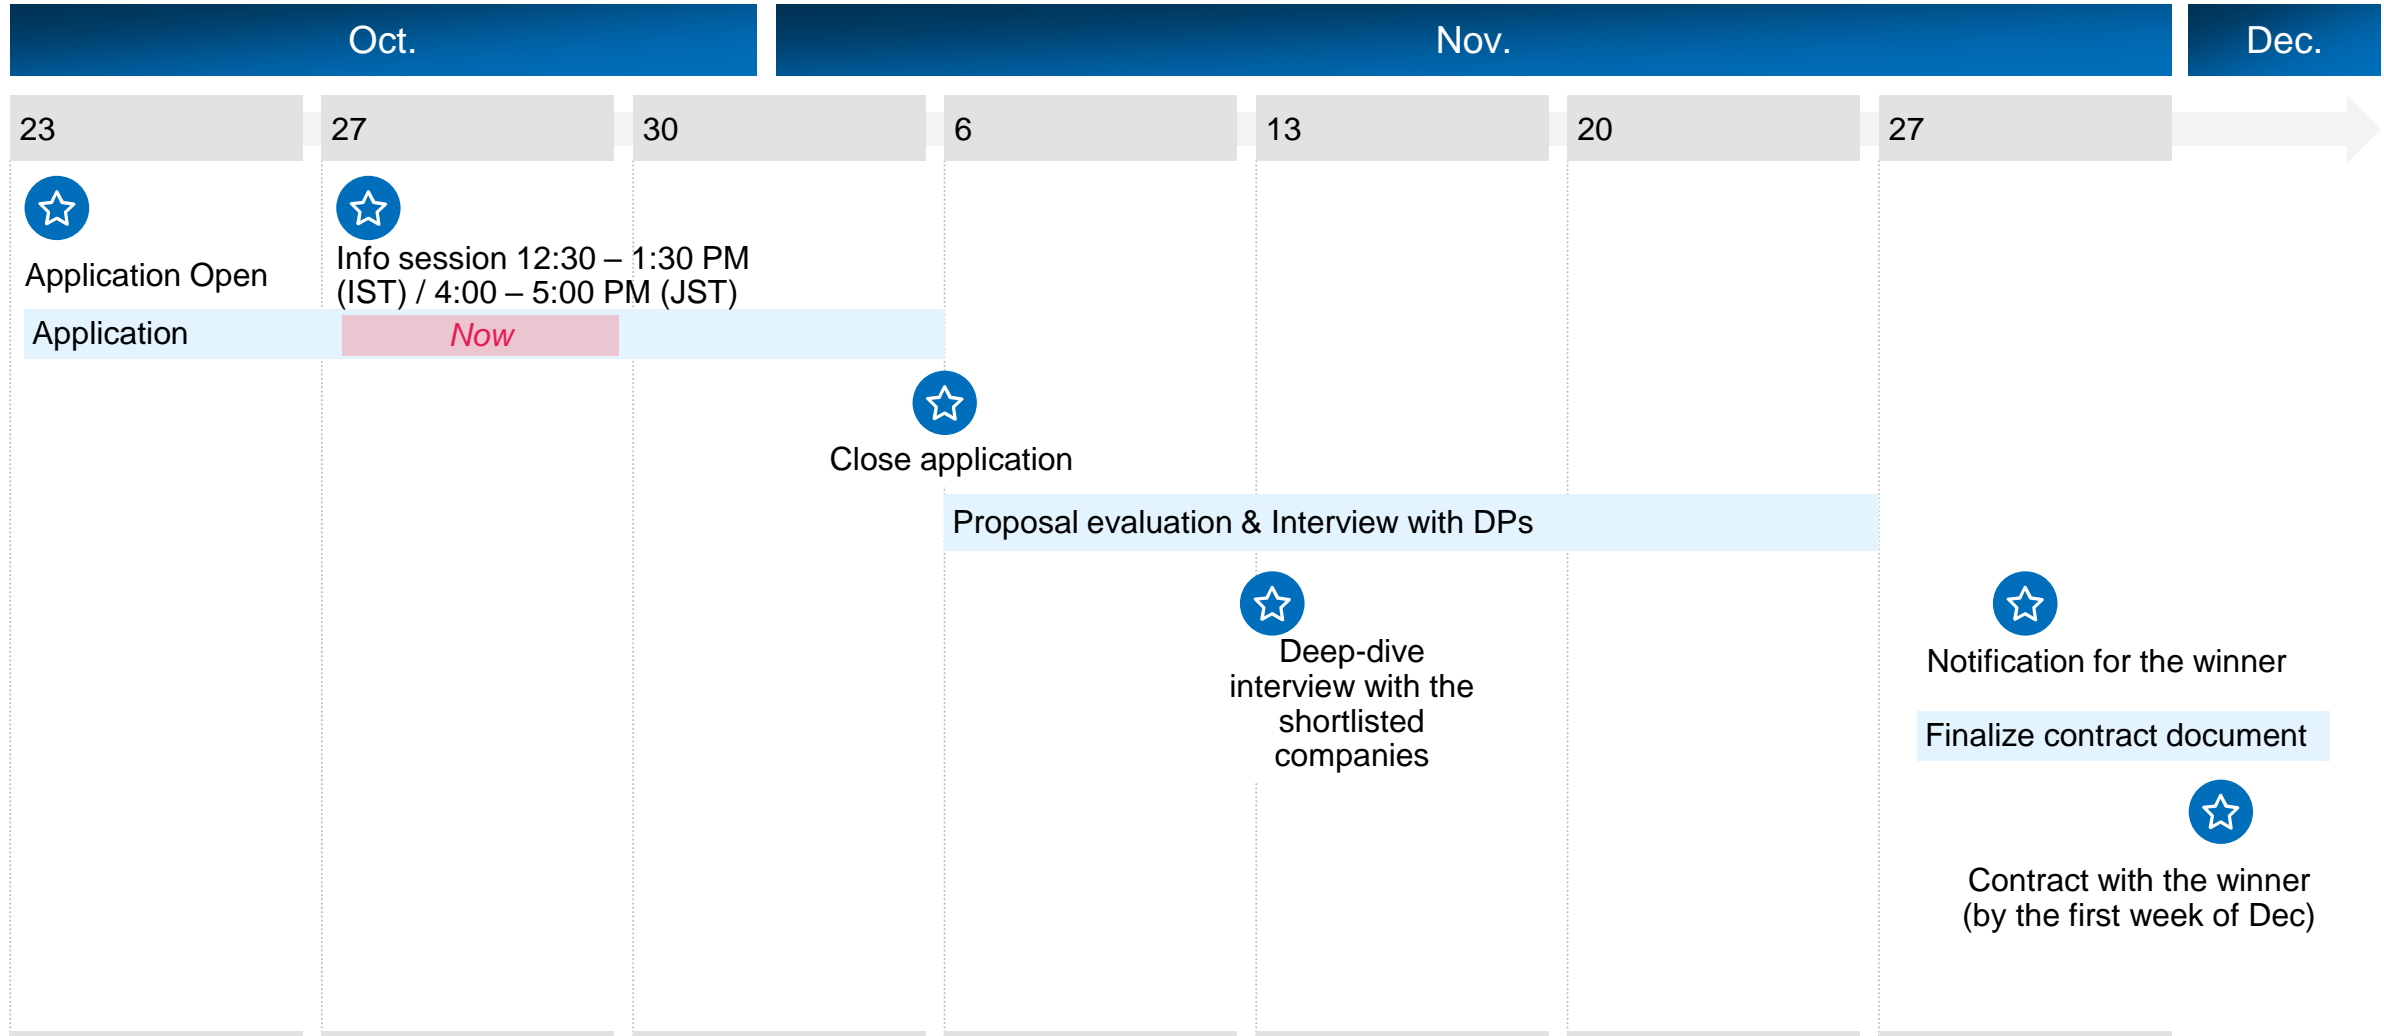 Oct.
Nov.
Dec.
23
27
30
6
13
20
27
Application Open
Info session 12:30 – 1:30 PM
(IST) / 4:00 – 5:00 PM (JST)
Application
Now
Close application
Proposal evaluation & Interview with DPs
Deep-dive
interview with the
shortlisted
companies
Notification for the winner
Finalize contract document
Contract with the winner
(by the first week of Dec)